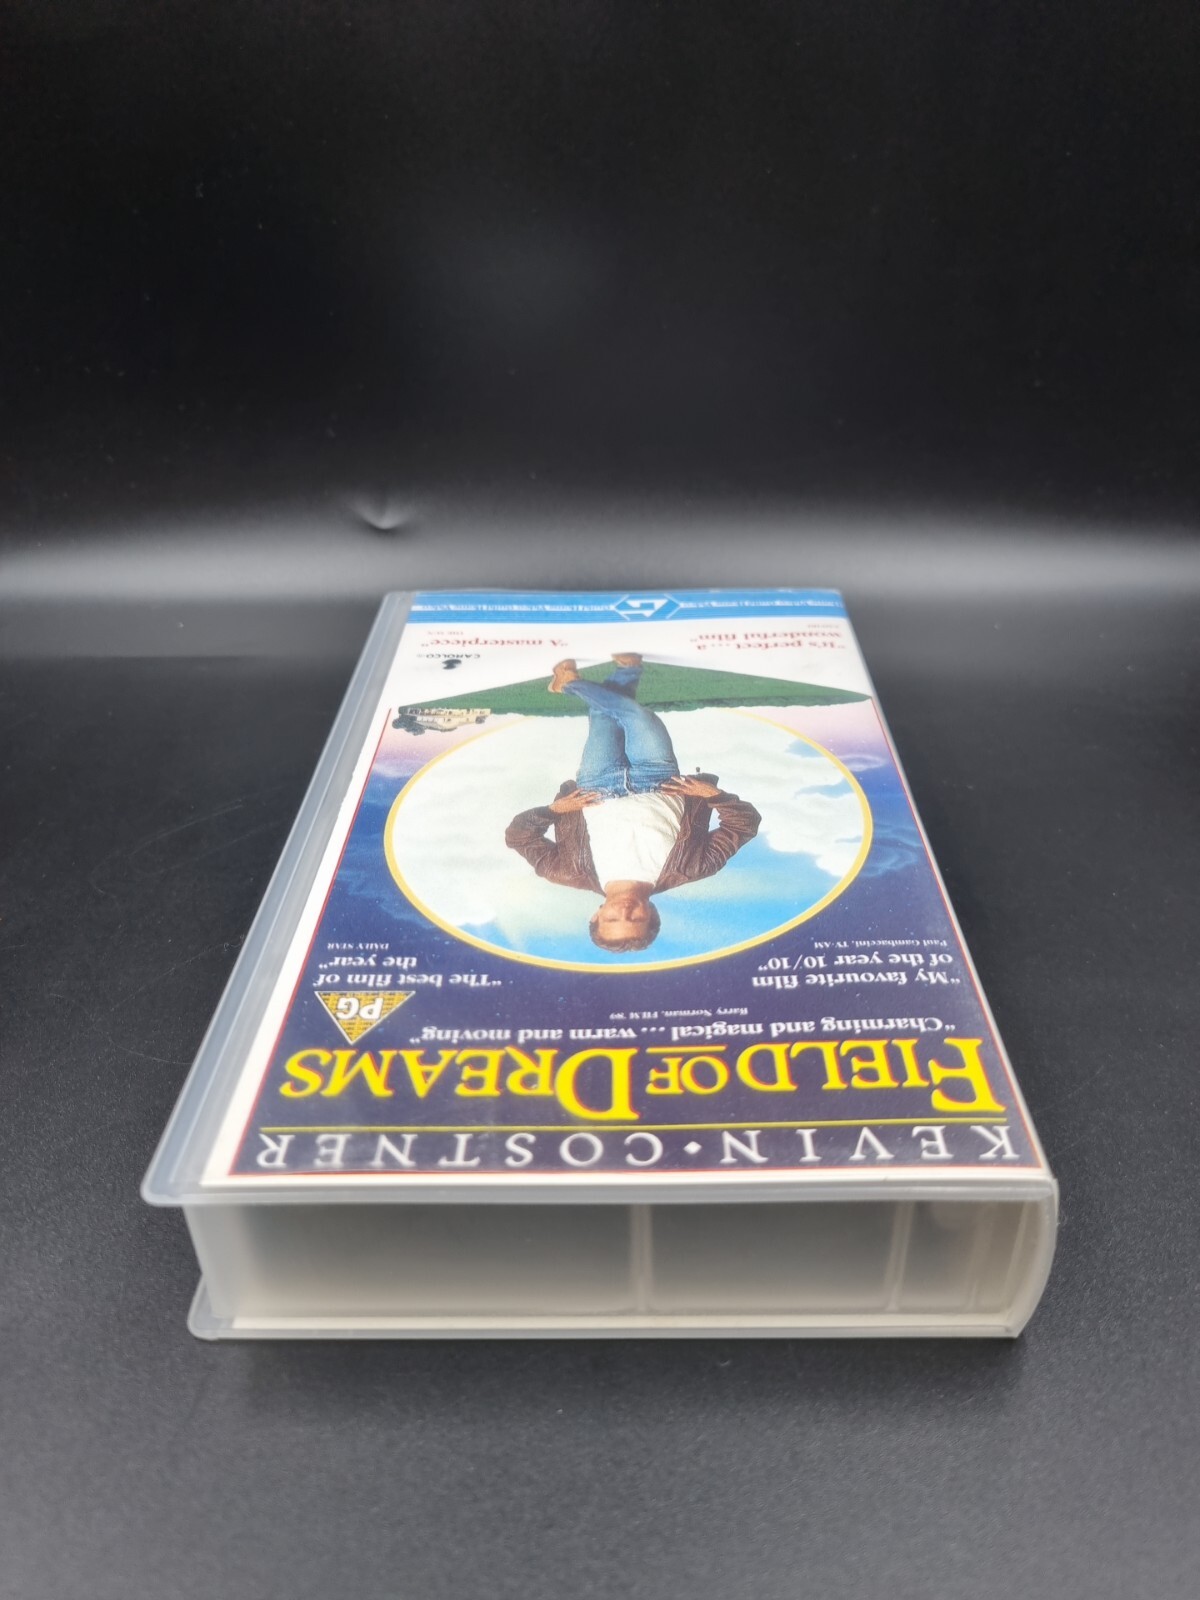 KEVIN • COSTNER
FIELD OF DREAMS
"Charming and magical ... warm and moving"
Barry Norman, FILM '89
PG
"My favourite film
of the year 10/10"
Paul Gambaccini, TV-AM
"The best film of
the year"
DAILY STAR
"It's perfect . . . a
wonderful film"
"A masterpiece"
THE SUN
CAROLCO